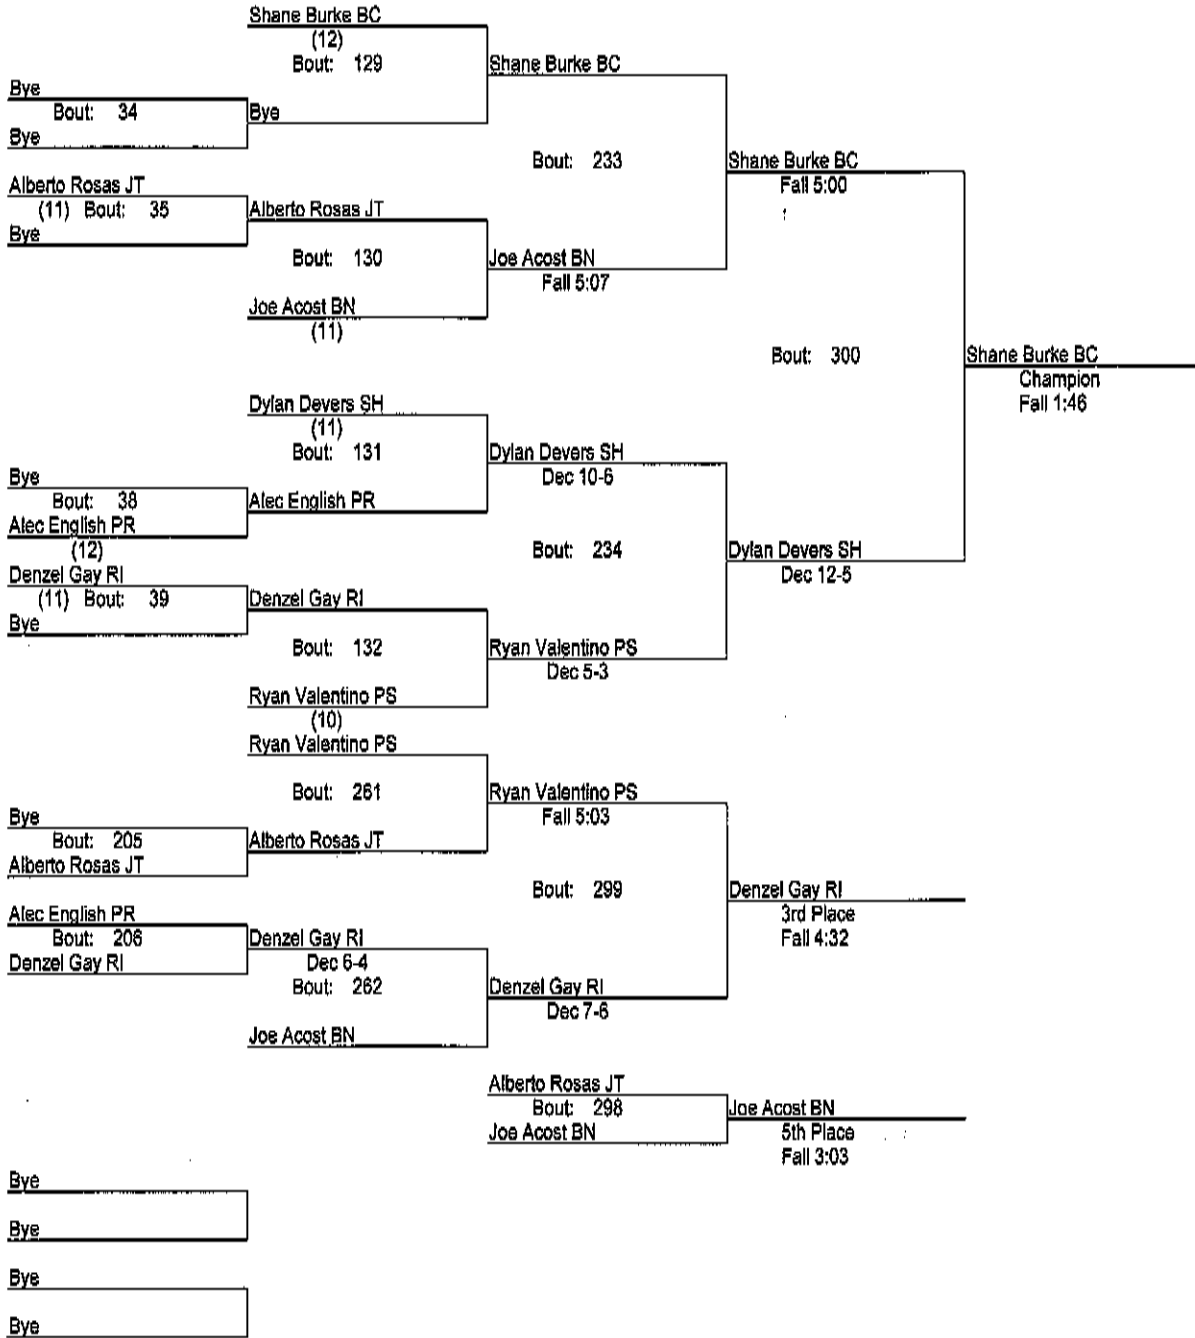 Shane Burke BC
(12)
Bout: 129
Shane Burke BC
Bye
Bout: 34
Bye
Bye
Bout: 233
Shane Burke BC
Fall 5:00
Alberto Rosas JT
(11) Bout: 35
Alberto Rosas JT
Bye
Bout: 130
Joe Acost BN
Fall 5:07
Joe Acost BN
(11)
Bout: 300
Shane Burke BC
Champion
Fall 1:46
Dylan Devers SH
(11)
Bout: 131
Dylan Devers SH
Dec 10-6
Bye
Bout: 38
Alec English PR
Alec English PR
(12)
Bout: 234
Dylan Devers SH
Dec 12-5
Denzel Gay RI
(11) Bout: 39
Denzel Gay RI
Bye
Bout: 132
Ryan Valentino PS
Dec 5-3
Ryan Valentino PS
(10)
Ryan Valentino PS
Bout: 261
Ryan Valentino PS
Fall 5:03
Bye
Bout: 205
Alberto Rosas JT
Alberto Rosas JT
Bout: 299
Denzel Gay RI
3rd Place
Fall 4:32
Alec English PR
Bout: 206
Denzel Gay RI
Denzel Gay RI
Dec 6-4
Bout: 262
Denzel Gay RI
Dec 7-6
Joe Acost BN
Alberto Rosas JT
Bout: 298
Joe Acost BN
Joe Acost BN
5th Place
Fall 3:03
Bye
Bye
Bye
Bye